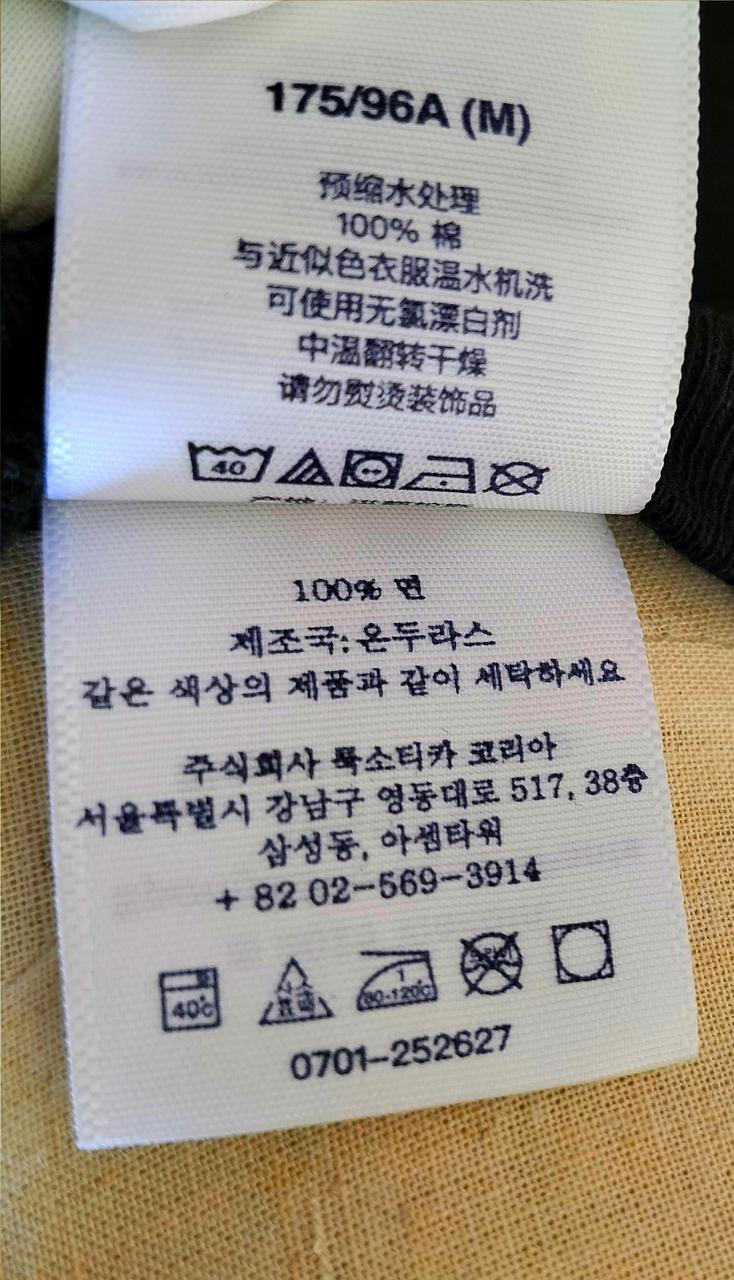 175/96A (M)
预缩水处理
100% 棉
与近似色衣服温水机洗
可使用无氯漂白剂
中温翻转干燥
请勿熨烫装饰品
40
100% 면
제조국: 온두라스
같은 색상의 제품과 같이 세탁하세요
주식회사 록소티카 코리아
서울특별시 강남구 영동대로 517, 38층
삼성동, 아셈타워
+ 82 02-569-3914
40℃
1
80-120℃
0701-252627